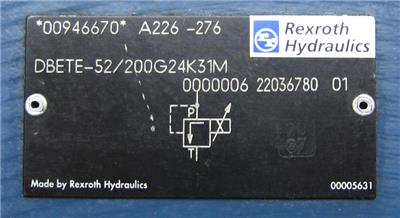 *00946670* A226 -276
Rexroth
Hydraulics
DBETE-52/200G24K31M
0000006 22036780 01
P
T
Made by Rexroth Hydraulics
00005631